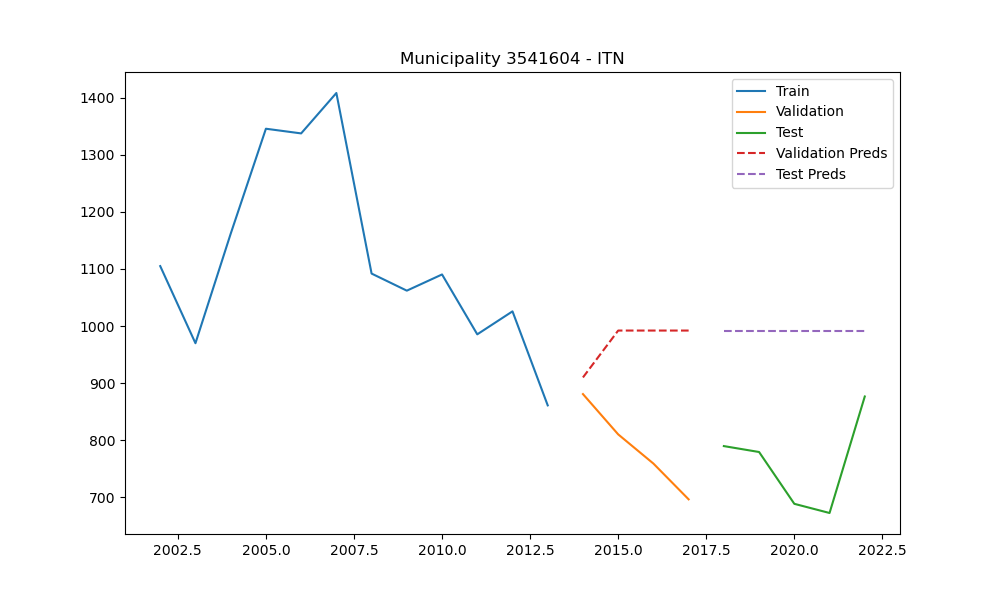 Municipality 3541604 - ITN
Train
Validation
Test
Validation Preds
Test Preds
1400
1300
1200
1100
1000
900
800
700
2002.5 2005.0 2007.5 2010.0 2012.5 2015.0 2017.5 2020.0 2022.5